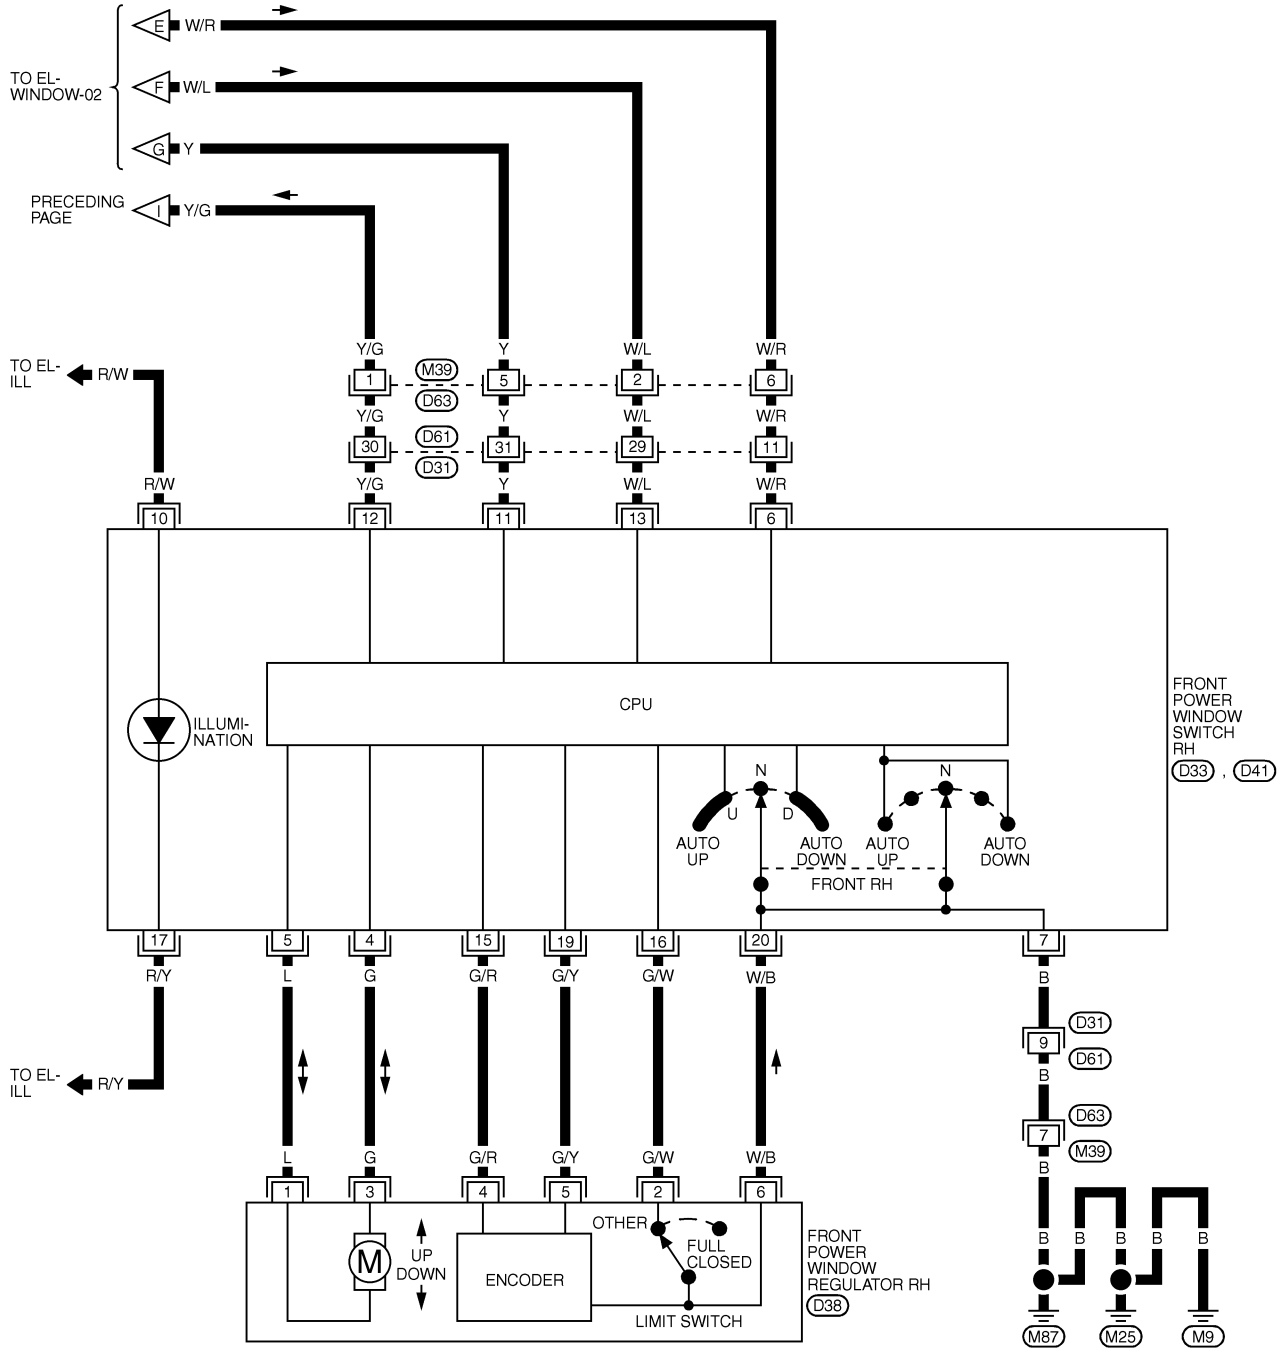 E W/R
TO EL-
WINDOW-02
F W/L
G Y
PRECEDING
PAGE
I Y/G
Y/G Y W/L W/R
TO EL-
ILL
R/W
1 M39 5 2 6
D63
Y/G Y W/L W/R
30 D61 31 29 11
D31
R/W Y/G Y W/L W/R
10 12 11 13 6
CPU
ILLUMI-
NATION
FRONT
POWER
WINDOW
SWITCH
RH
D33 , D41
N N
U D
AUTO
UP
AUTO
DOWN
AUTO
UP
AUTO
DOWN
FRONT RH
17 5 4 15 19 16 20 7
R/Y L G G/R G/Y G/W W/B B
D31
9
D61
B
TO EL-
ILL
R/Y
D63
7
M39
L G G/R G/Y G/W W/B B
1 3 4 5 2 6
OTHER
FULL
CLOSED
M
UP
DOWN
ENCODER
LIMIT SWITCH
FRONT
POWER
WINDOW
REGULATOR RH
D38
B B B B B
M87 M25 M9